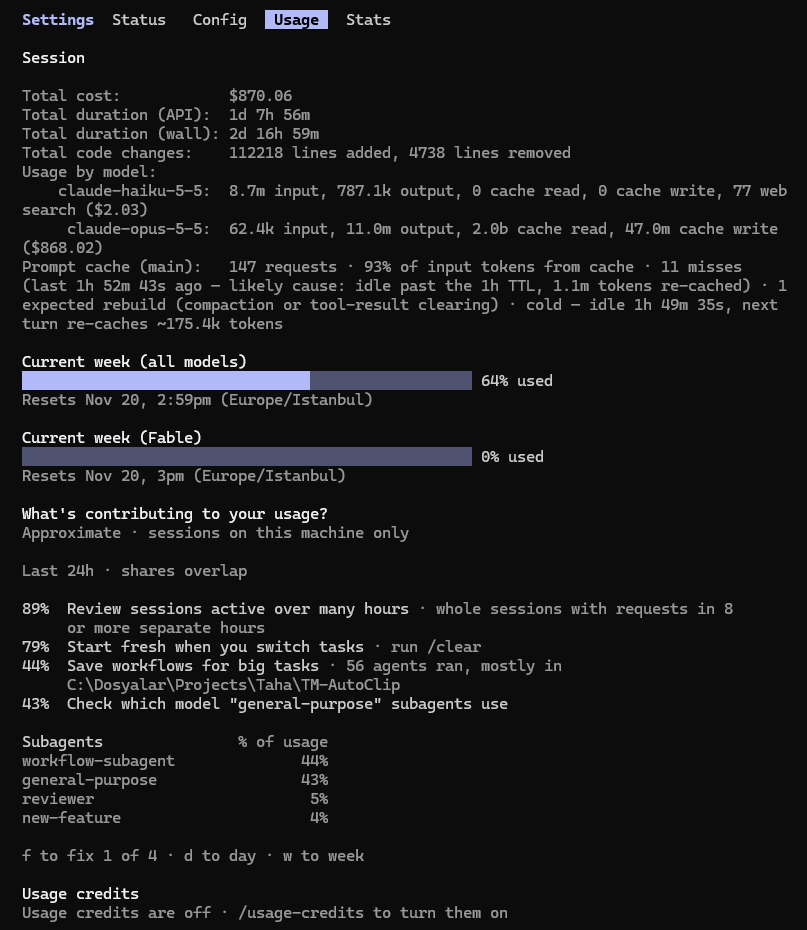 Settings  Status   Config   Usage   Stats
Session
Total cost:            $870.06
Total duration (API):  1d 7h 56m
Total duration (wall): 2d 16h 59m
Total code changes:    112218 lines added, 4738 lines removed
Usage by model:
claude-haiku-5-5:  8.7m input, 787.1k output, 0 cache read, 0 cache write, 77 web
search ($2.03)
claude-opus-5-5:  62.4k input, 11.0m output, 2.0b cache read, 47.0m cache write
($868.02)
Prompt cache (main):   147 requests · 93% of input tokens from cache · 11 misses
(last 1h 52m 43s ago — likely cause: idle past the 1h TTL, 1.1m tokens re-cached) · 1
expected rebuild (compaction or tool-result clearing) · cold — idle 1h 49m 35s, next
turn re-caches ~175.4k tokens
Current week (all models)
64% used
Resets Nov 20, 2:59pm (Europe/Istanbul)
Current week (Fable)
0% used
Resets Nov 20, 3pm (Europe/Istanbul)
What's contributing to your usage?
Approximate · sessions on this machine only
Last 24h · shares overlap
89%  Review sessions active over many hours · whole sessions with requests in 8
or more separate hours
79%  Start fresh when you switch tasks · run /clear
44%  Save workflows for big tasks · 56 agents ran, mostly in
C:\Dosyalar\Projects\Taha\TM-AutoClip
43%  Check which model "general-purpose" subagents use
Subagents               % of usage
workflow-subagent              44%
general-purpose                43%
reviewer                        5%
new-feature                     4%
f to fix 1 of 4 · d to day · w to week
Usage credits
Usage credits are off · /usage-credits to turn them on